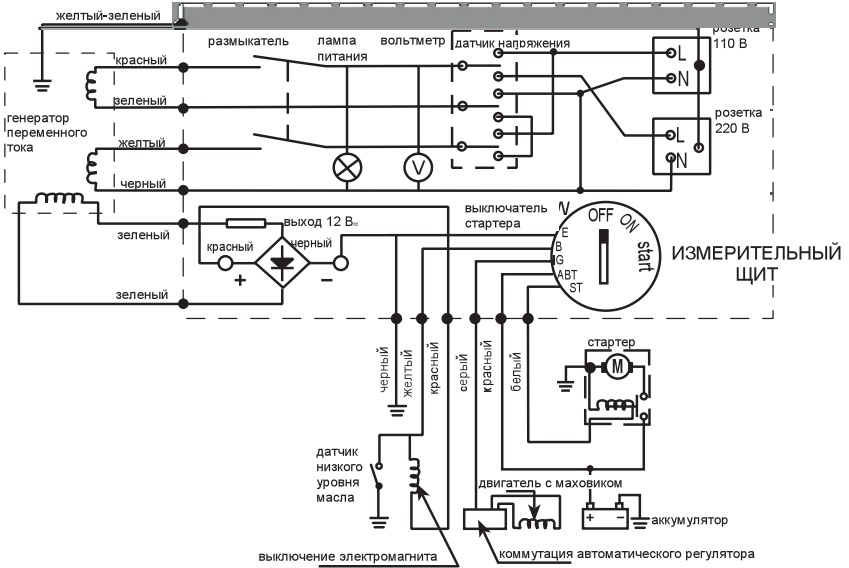 желтый-зеленый
красный
размыкатель
лампа
питания
вольтметр
датчик напряжения
розетка
110 В
L
N
зеленый
генератор
переменного
тока
желтый
черный
V
розетка
220 В
L
N
зеленый
выход 12 В=
красный
черный
+
−
зеленый
выключатель
стартера
E
B
G
АВТ
ST
OFF
ON
start
ИЗМЕРИТЕЛЬНЫЙ
ЩИТ
черный
желтый
красный
серый
красный
белый
стартер
M
датчик
низкого
уровня
масла
двигатель с маховиком
+ −
аккумулятор
выключение электромагнита
коммутация автоматического регулятора